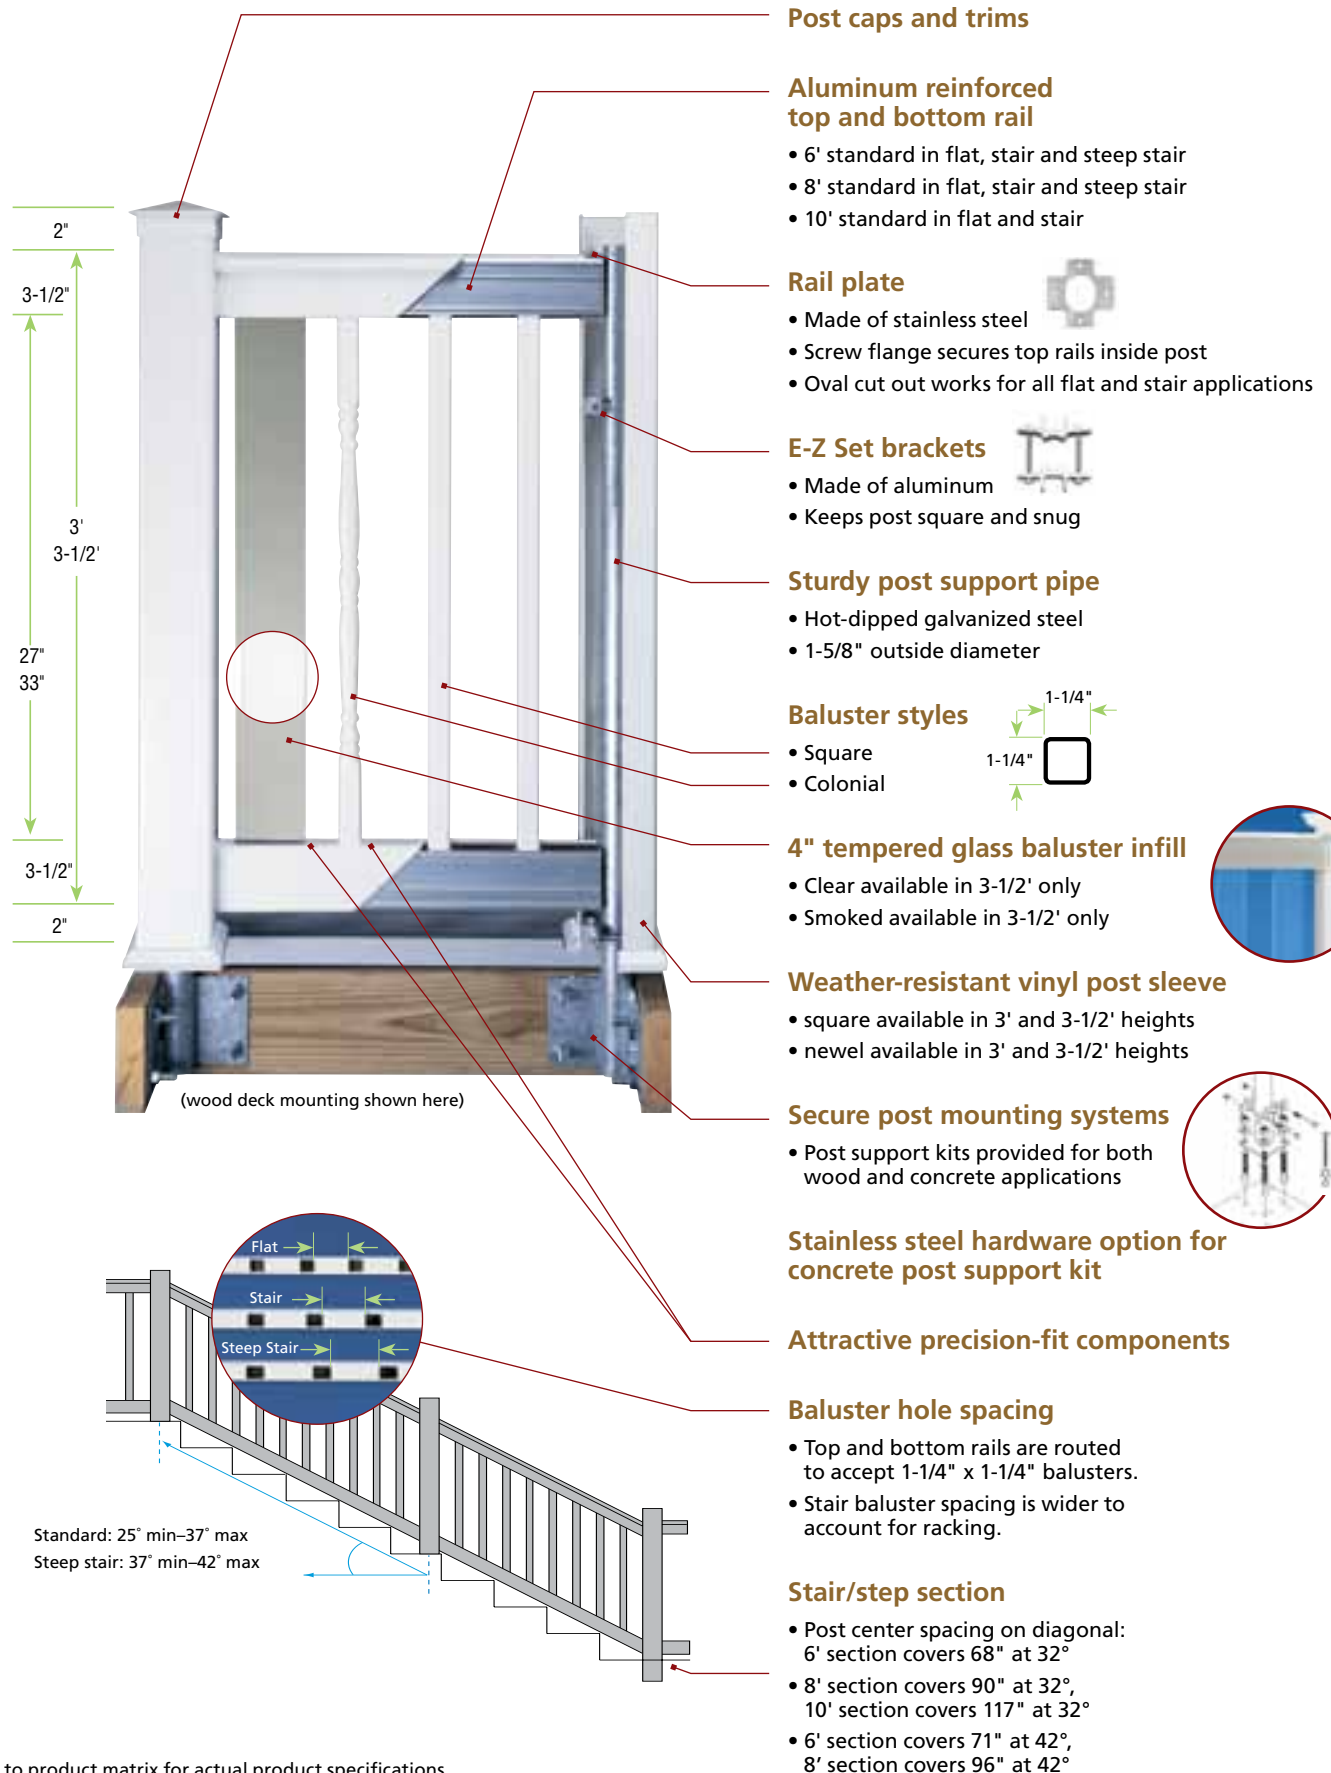 Post caps and trims
Aluminum reinforced
top and bottom rail
• 6' standard in flat, stair and steep stair
• 8' standard in flat, stair and steep stair
• 10' standard in flat and stair
Rail plate
• Made of stainless steel
• Screw flange secures top rails inside post
• Oval cut out works for all flat and stair applications
E-Z Set brackets
• Made of aluminum
• Keeps post square and snug
Sturdy post support pipe
• Hot-dipped galvanized steel
• 1-5/8" outside diameter
Baluster styles
• Square
• Colonial
1-1/4"
1-1/4"
4" tempered glass baluster infill
• Clear available in 3-1/2' only
• Smoked available in 3-1/2' only
Weather-resistant vinyl post sleeve
• square available in 3' and 3-1/2' heights
• newel available in 3' and 3-1/2' heights
Secure post mounting systems
• Post support kits provided for both
wood and concrete applications
Stainless steel hardware option for
concrete post support kit
Attractive precision-fit components
Baluster hole spacing
• Top and bottom rails are routed
to accept 1-1/4" x 1-1/4" balusters.
• Stair baluster spacing is wider to
account for racking.
Stair/step section
• Post center spacing on diagonal:
6' section covers 68" at 32°
• 8' section covers 90" at 32°,
10' section covers 117" at 32°
• 6' section covers 71" at 42°,
8’ section covers 96" at 42°
2"
3-1/2"
3'
3-1/2'
27"
33"
3-1/2"
2"
(wood deck mounting shown here)
Flat
Stair
Steep Stair
Standard: 25° min–37° max
Steep stair: 37° min–42° max
to product matrix for actual product specifications